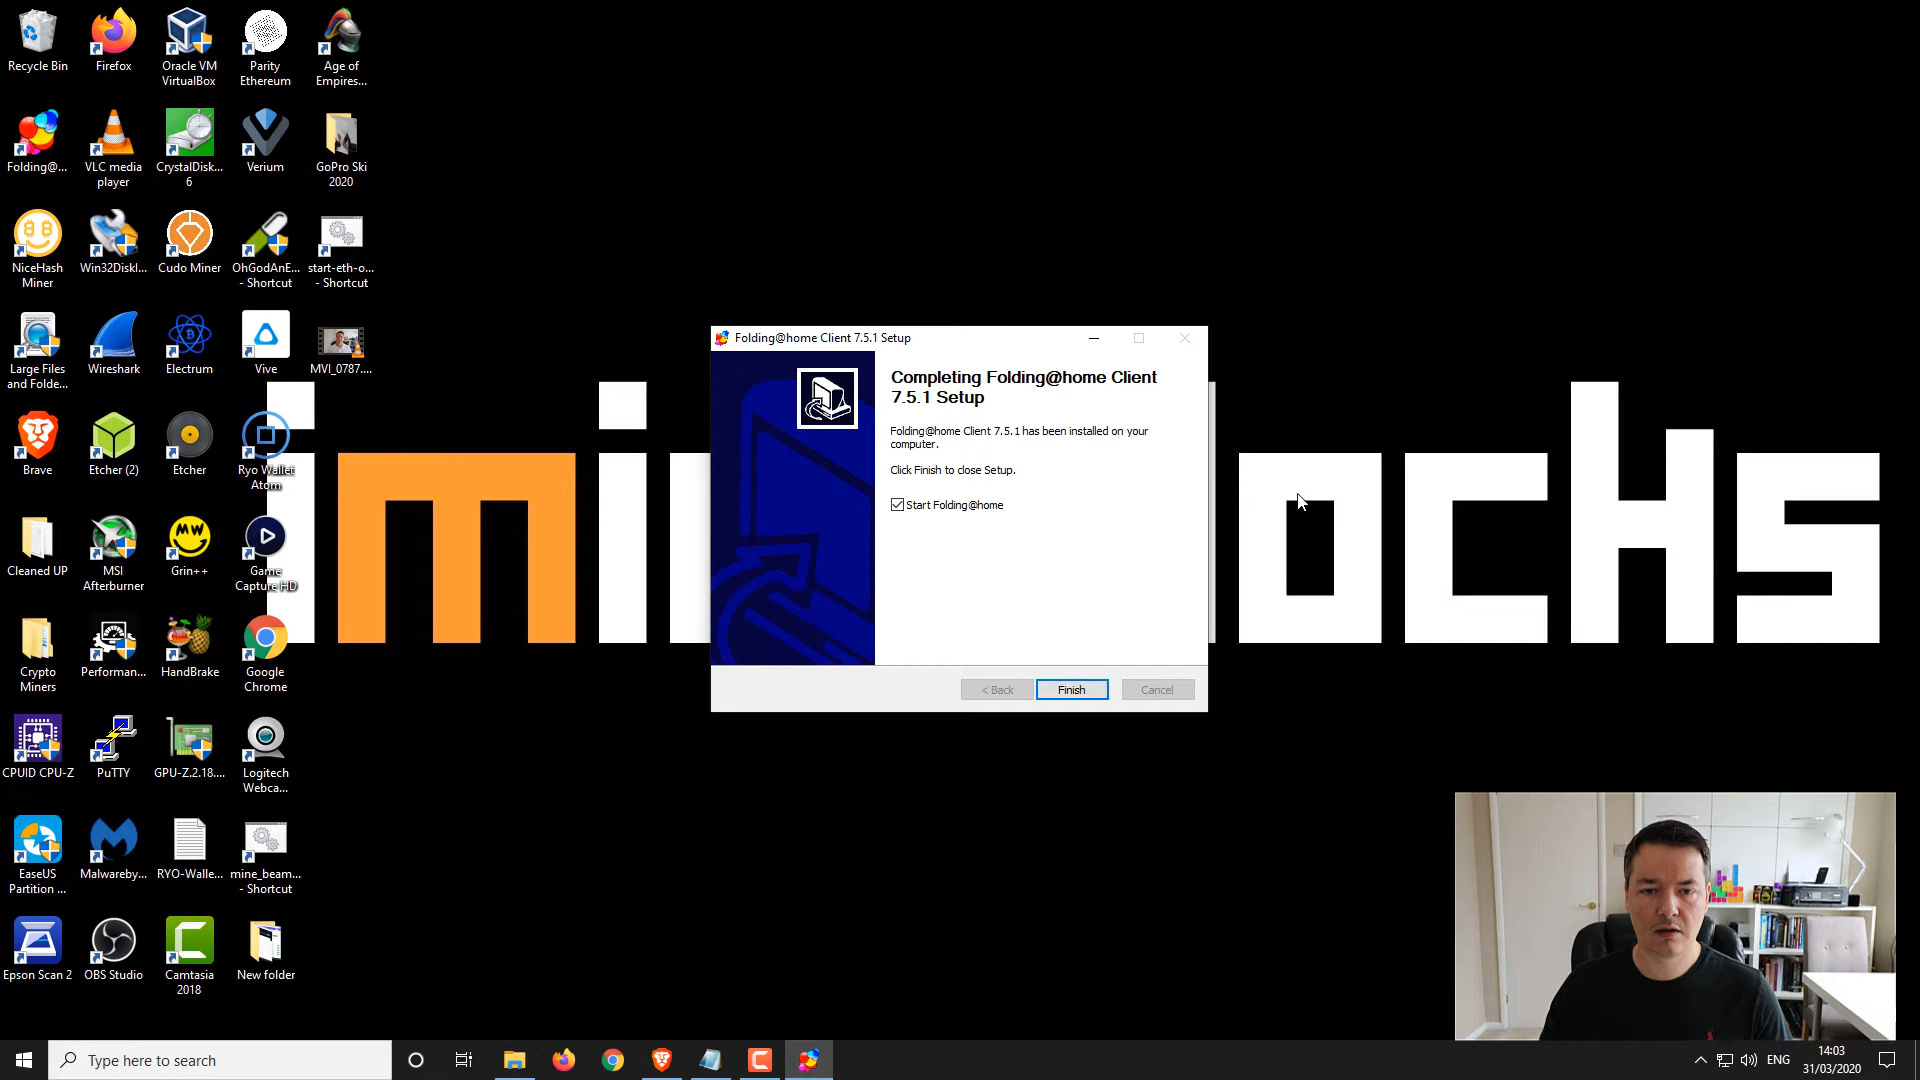 Recycle Bin
Firefox
Oracle VM
VirtualBox
Parity
Ethereum
Age of
Empires...
Folding@...
VLC media
player
CrystalDisk...
6
Verium
GoPro Ski
2020
NiceHash
Miner
Win32DiskI...
Cudo Miner
OhGodAnE...
- Shortcut
start-eth-o...
- Shortcut
Large Files
and Folde...
Wireshark
Electrum
Vive
MVI_0787....
Brave
Etcher (2)
Etcher
Ryo Wallet
Atom
Cleaned UP
MSI
Afterburner
MW
Grin++
Game
Capture HD
Crypto
Miners
Performan...
HandBrake
Google
Chrome
CPUID CPU-Z
PuTTY
GPU-Z.2.18....
Logitech
Webca...
EaseUS
Partition ...
Malwareby...
RYO-Walle...
mine_beam...
- Shortcut
Epson Scan 2
OBS Studio
Camtasia
2018
New folder
Folding@home Client 7.5.1 Setup
Completing Folding@home Client
7.5.1 Setup
Folding@home Client 7.5.1 has been installed on your
computer.
Click Finish to close Setup.
Start Folding@home
< Back
Finish
Cancel
Type here to search
ENG
14:03
31/03/2020